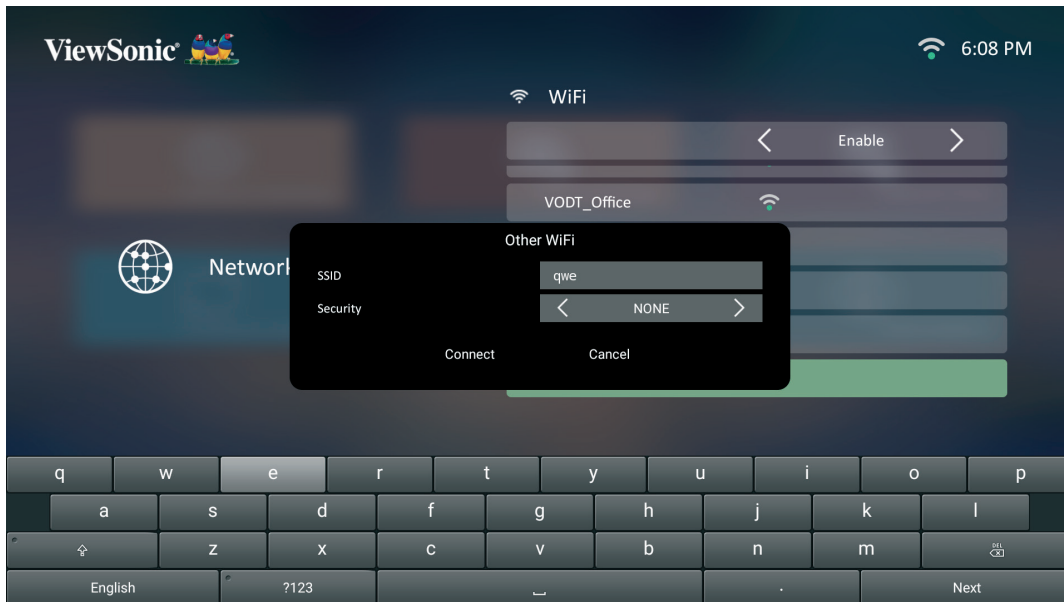 ViewSonic®
6:08 PM
WiFi
Enable
VODT_Office
Network
Other WiFi
SSID
qwe
Security
NONE
Connect
Cancel
q w e r t y u i o p
a s d f g h j k l
z x c v b n m DEL
English ?123 . Next